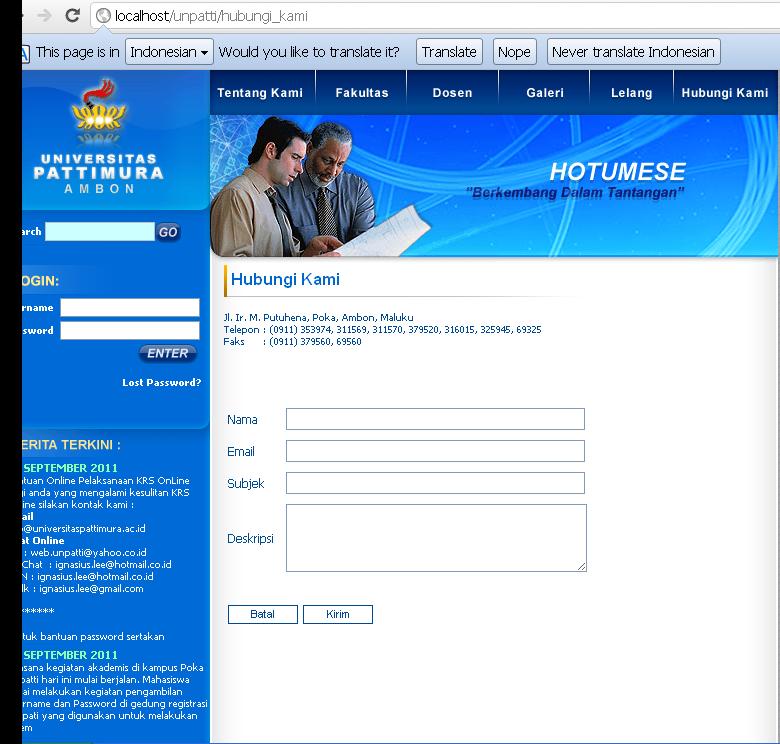 localhost/unpatti/hubungi_kami
This page is in Indonesian Would you like to translate it? Translate Nope Never translate Indonesian
UNIVERSITAS
PATTIMURA
AMBON
Tentang Kami Fakultas Dosen Galeri Lelang Hubungi Kami
HOTUMESE
"Berkembang Dalam Tantangan"
arch GO
OGIN:
rname
sword
ENTER
Lost Password?
ERITA TERKINI :
SEPTEMBER 2011
tuan Online Pelaksanaan KRS OnLine
gi anda yang mengalami kesulitan KRS
ine silakan kontak kami :
ail
o@universitaspattimura.ac.id
at Online
: web.unpatti@yahoo.co.id
Chat : ignasius.lee@hotmail.co.id
N : ignasius.lee@hotmail.co.id
lk : ignasius.lee@gmail.com
*******
tuk bantuan password sertakan
SEPTEMBER 2011
asana kegiatan akademis di kampus Poka
patti hari ini mulai berjalan. Mahasiswa
ai melakukan kegiatan pengambilan
rname dan Password di gedung registrasi
pati yang digunakan untuk melakukan
em
Hubungi Kami
Jl. Ir. M. Putuhena, Poka, Ambon, Maluku
Telepon : (0911) 353974, 311569, 311570, 379520, 316015, 325945, 69325
Faks : (0911) 379560, 69560
Nama
Email
Subjek
Deskripsi
Batal Kirim